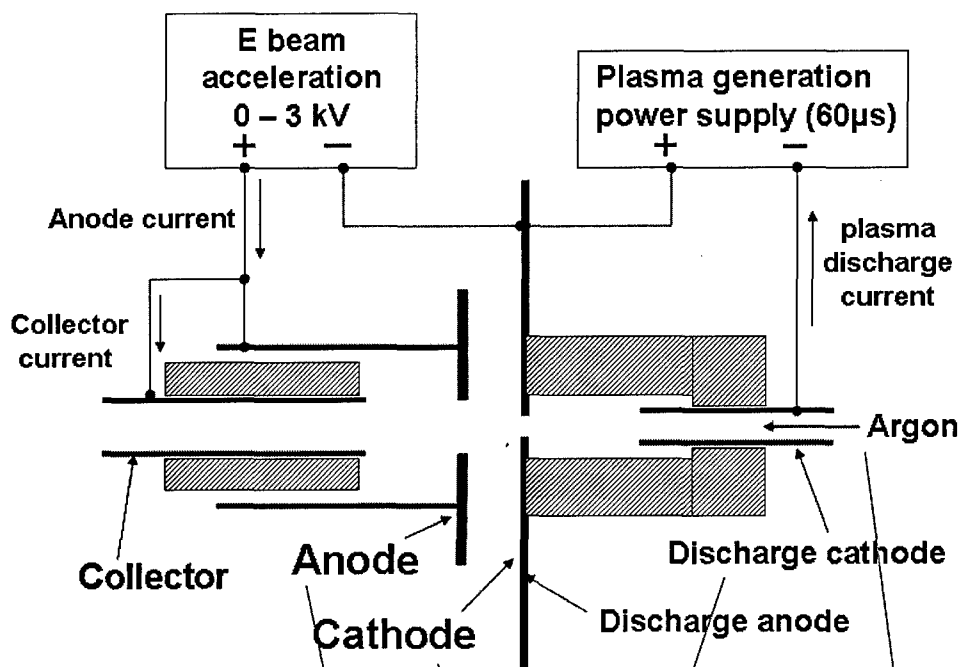 E beam
acceleration
0 – 3 kV
+ –
Plasma generation
power supply (60µs)
+ –
Anode current
plasma
discharge
current
Collector
current
Argon
Collector
Anode
Cathode
Discharge cathode
Discharge anode